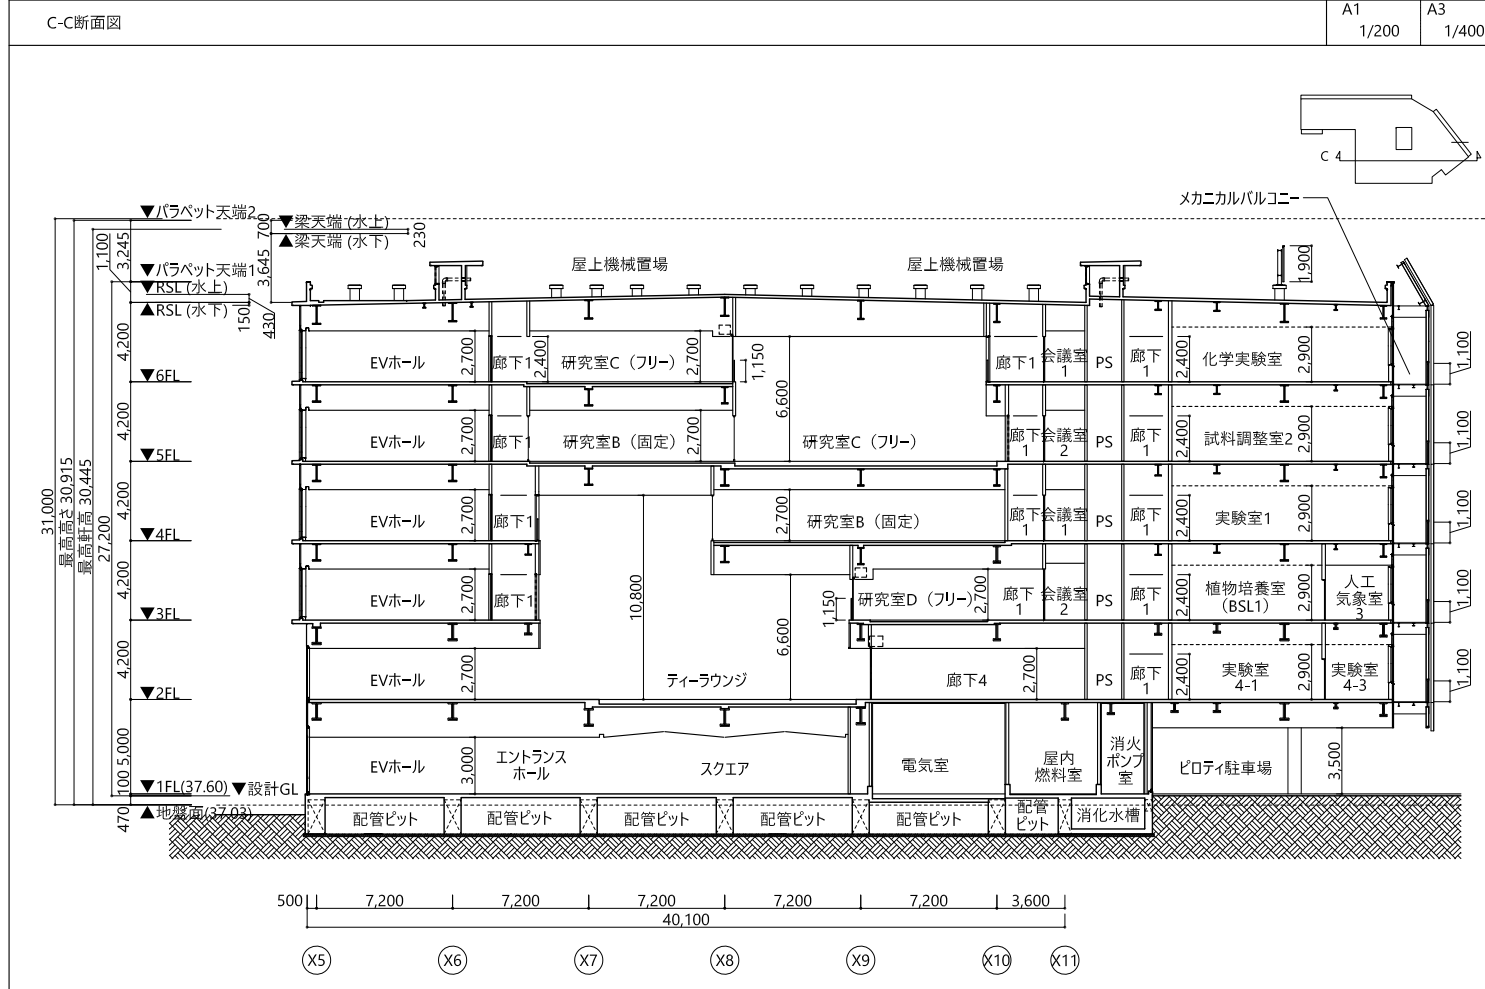 C-C断面図
A1
1/200
A3
1/400
C
メカニカルバルコニー
▼パラペット天端2
▼梁天端 (水上)
▲梁天端 (水下)
700
230
1,100
3,245
3,645
▼パラペット天端1
▼RSL (水上)
▲RSL (水下)
150
430
屋上機械置場
屋上機械置場
1,900
4,200
EVホール
2,700
廊下1
2,400
研究室C（フリー）
2,700
1,150
6,600
廊下1
会議室
1
PS
廊下
1
2,400
化学実験室
2,900
1,100
▼6FL
4,200
EVホール
2,700
廊下1
研究室B（固定）
2,700
研究室C（フリー）
廊下
1
会議室
2
PS
廊下
1
2,400
試料調整室2
2,900
1,100
▼5FL
31,000
最高高さ 30,915
最高軒高 30,445
27,200
4,200
EVホール
2,700
廊下1
2,700
研究室B（固定）
廊下
1
会議室
1
PS
廊下
1
2,400
実験室1
2,900
1,100
▼4FL
4,200
EVホール
2,700
廊下1
10,800
1,150
研究室D（フリー）
2,700
廊下
1
会議室
2
PS
廊下
1
2,400
植物培養室
（BSL1）
2,900
人工
気象室
3
1,100
▼3FL
4,200
EVホール
2,700
ティーラウンジ
6,600
廊下4
2,700
PS
廊下
1
2,400
実験室
4-1
2,900
実験室
4-3
1,100
▼2FL
5,000
EVホール
3,000
エントランス
ホール
スクエア
電気室
屋内
燃料室
消火
ポンプ
室
ピロティ駐車場
3,500
100
▼1FL(37.60)
▼設計GL
470
▲地盤面(37.03)
配管ピット
配管ピット
配管ピット
配管ピット
配管ピット
配管
ピット
消化水槽
500
7,200
7,200
7,200
7,200
7,200
3,600
40,100
X5
X6
X7
X8
X9
X10
X11